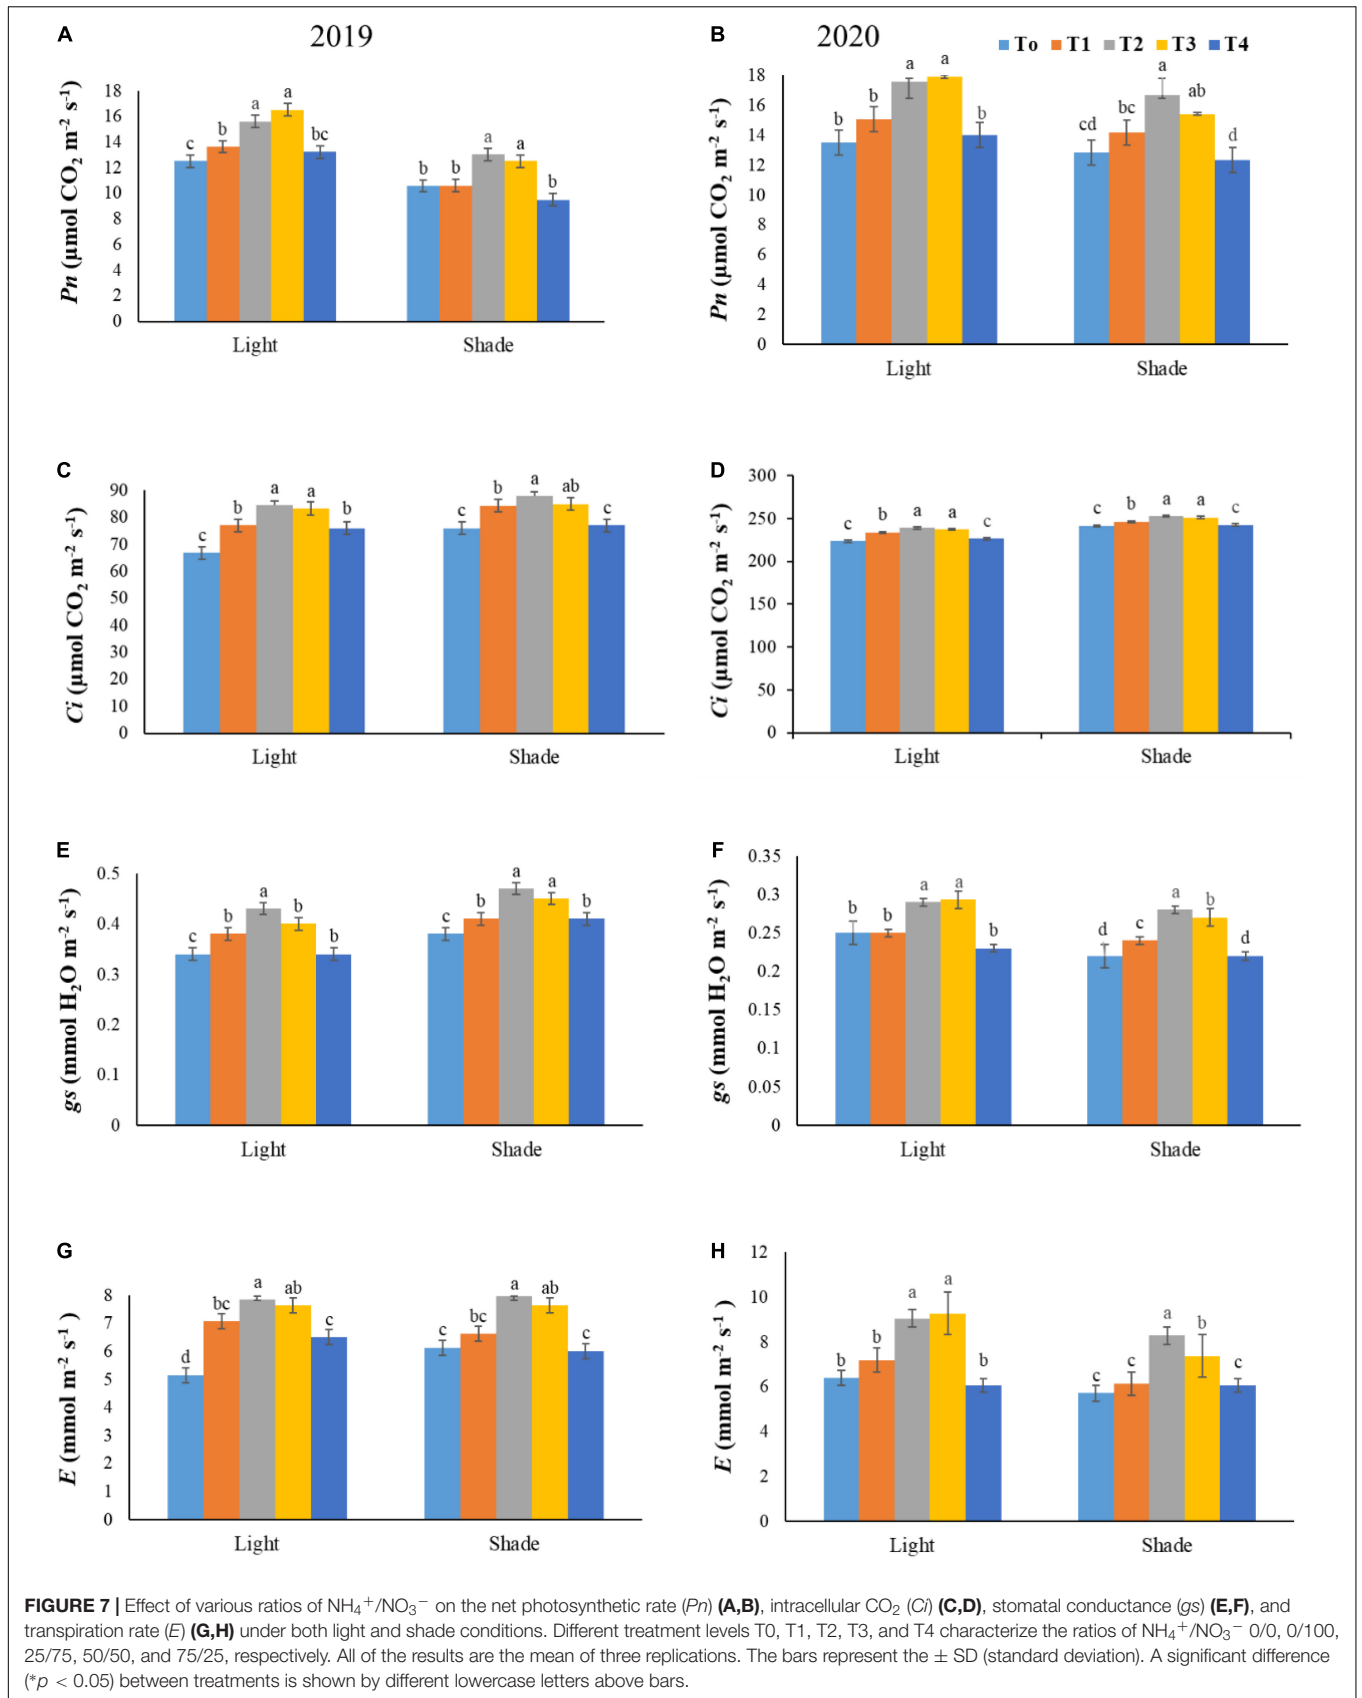 A 2019
18
16
14
12
10
8
6
4
2
0
Pn (µmol CO₂ m⁻² s⁻¹)
c b a a bc
b b a a b
Light Shade
B 2020
To T1 T2 T3 T4
18
16
14
12
10
8
6
4
2
0
Pn (µmol CO₂ m⁻² s⁻¹)
b b a a b
cd bc a ab d
Light Shade
C
90
80
70
60
50
40
30
20
10
0
Ci (µmol CO₂ m⁻² s⁻¹)
c b a a b
c b a ab c
Light Shade
D
300
250
200
150
100
50
0
Ci (µmol CO₂ m⁻² s⁻¹)
c b a a c
c b a a c
Light Shade
E
0.5
0.4
0.3
0.2
0.1
0
gs (mmol H₂O m⁻² s⁻¹)
c b a b b
c b a a b
Light Shade
F
0.35
0.3
0.25
0.2
0.15
0.1
0.05
0
gs (mmol H₂O m⁻² s⁻¹)
b b a a b
d c a b d
Light Shade
G
8
7
6
5
4
3
2
1
0
E (mmol m⁻² s⁻¹ )
d bc a ab c
c bc a ab c
Light Shade
H
12
10
8
6
4
2
0
E (mmol m⁻² s⁻¹ )
b b a a b
c c a b c
Light Shade
FIGURE 7 | Effect of various ratios of NH₄⁺/NO₃⁻ on the net photosynthetic rate (Pn) (A,B), intracellular CO₂ (Ci) (C,D), stomatal conductance (gs) (E,F), and
transpiration rate (E) (G,H) under both light and shade conditions. Different treatment levels T0, T1, T2, T3, and T4 characterize the ratios of NH₄⁺/NO₃⁻ 0/0, 0/100,
25/75, 50/50, and 75/25, respectively. All of the results are the mean of three replications. The bars represent the ± SD (standard deviation). A significant difference
(*p < 0.05) between treatments is shown by different lowercase letters above bars.